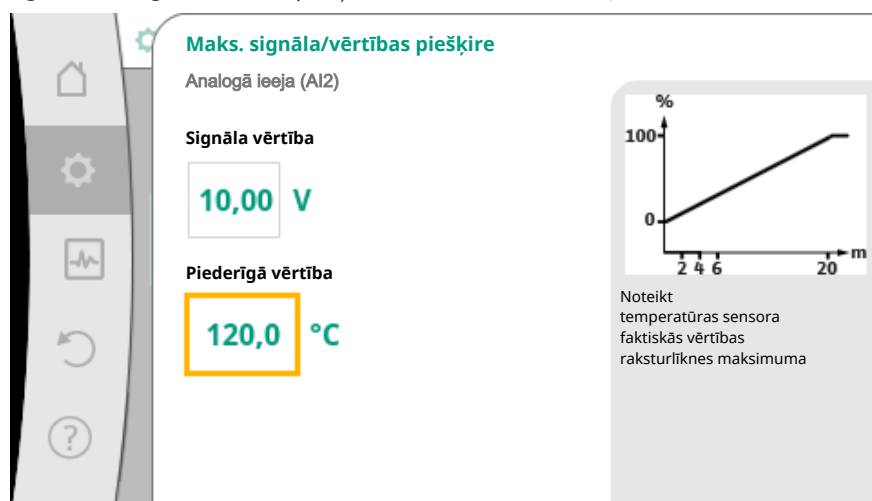 Maks. signāla/vērtības piešķire
Analogā ieeja (AI2)
Signāla vērtība
10,00 V
Piederīgā vērtība
120,0 °C
%
100
0
2 4 6 20 m
Noteikt
temperatūras sensora
faktiskās vērtības
raksturlīknes maksimuma
?